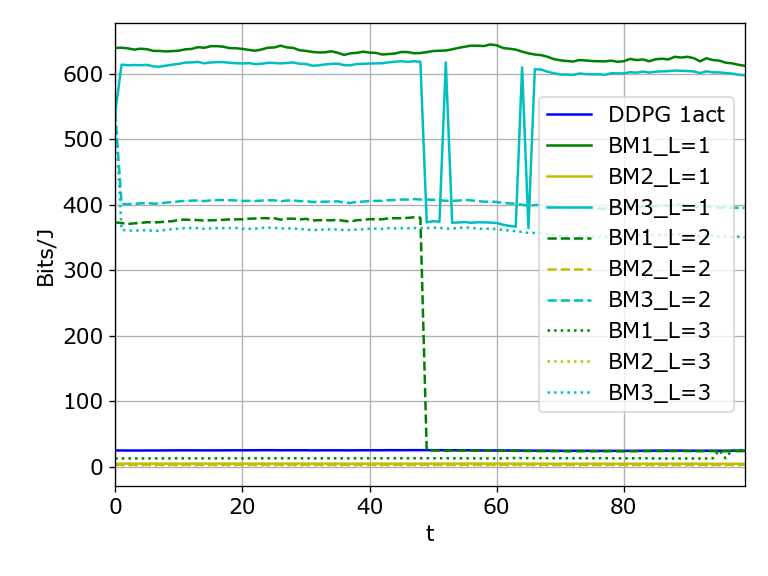 Bits/J
600
500
400
300
200
100
0
0 20 40 60 80
t
DDPG 1act
BM1_L=1
BM2_L=1
BM3_L=1
BM1_L=2
BM2_L=2
BM3_L=2
BM1_L=3
BM2_L=3
BM3_L=3